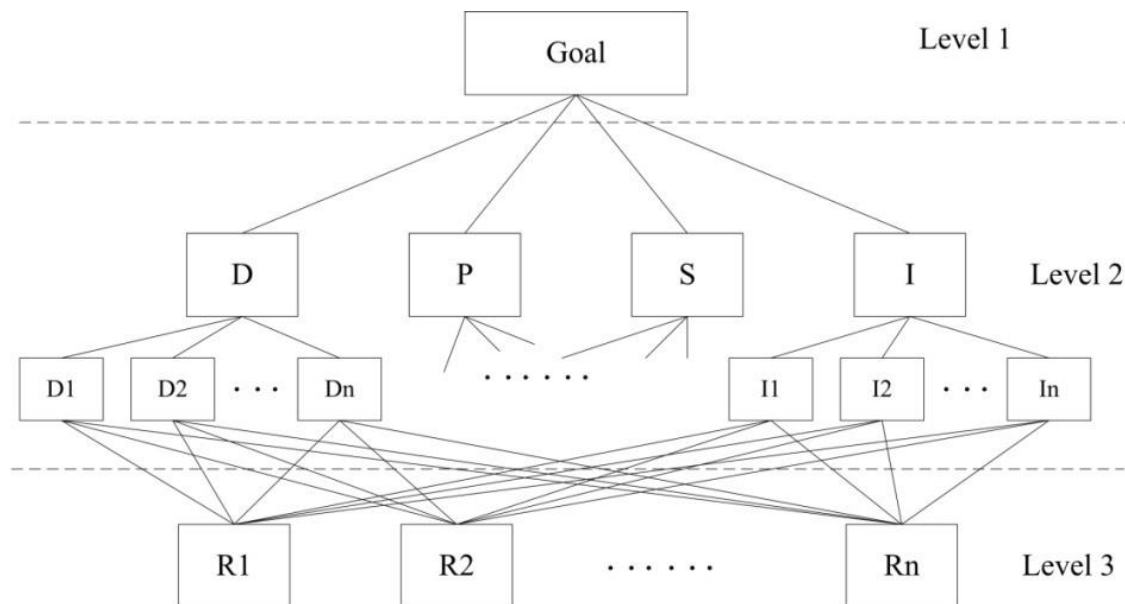 Goal Level 1
D P S I Level 2
D1 D2 . . . Dn . . . . . . I1 I2 . . . In
R1 R2 . . . . . . Rn Level 3